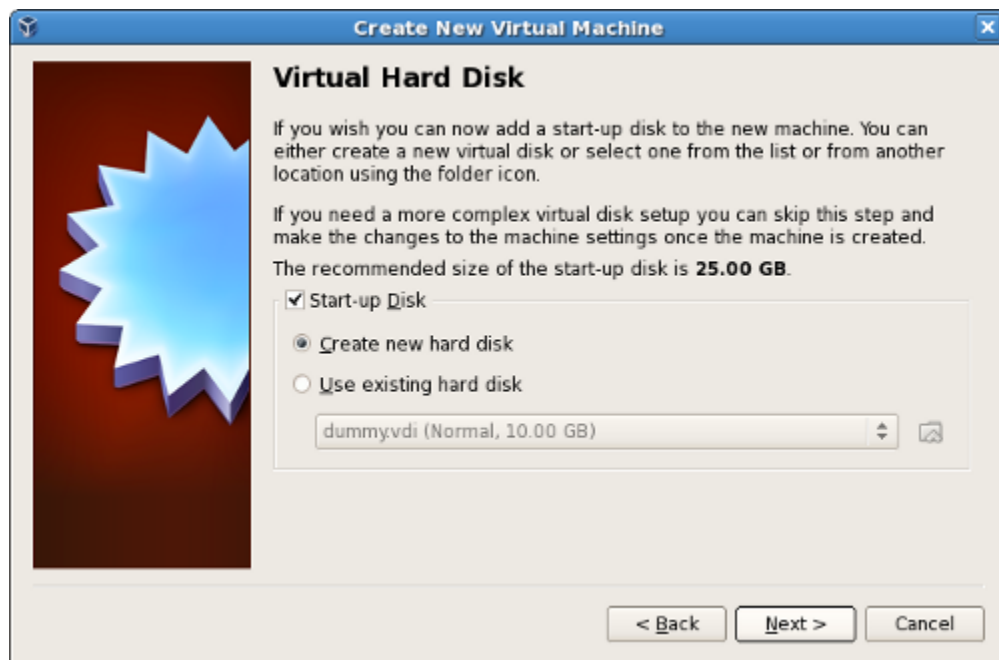 Create New Virtual Machine
Virtual Hard Disk
If you wish you can now add a start-up disk to the new machine. You can
either create a new virtual disk or select one from the list or from another
location using the folder icon.
If you need a more complex virtual disk setup you can skip this step and
make the changes to the machine settings once the machine is created.
The recommended size of the start-up disk is 25.00 GB.
Start-up Disk
Create new hard disk
Use existing hard disk
dummy.vdi (Normal, 10.00 GB)
< Back Next > Cancel